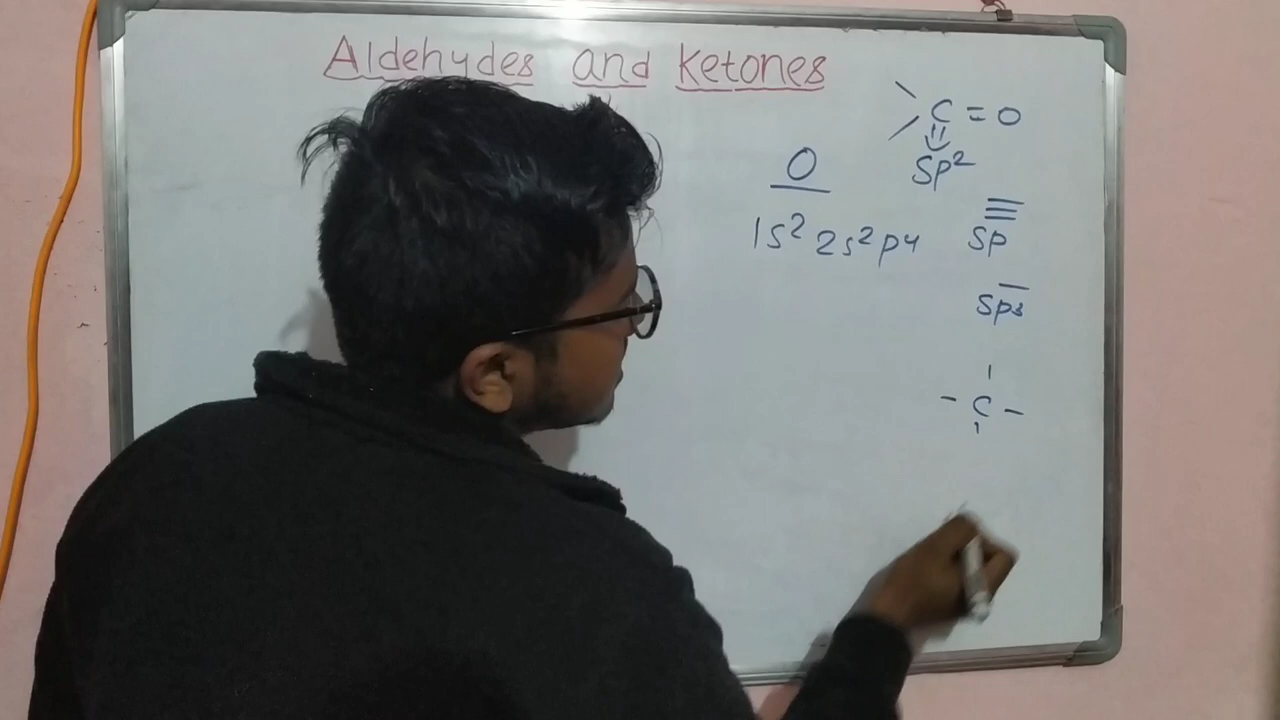 Aldehydes and Ketones
C = O
Sp²
O
1s² 2s² p4
Sp
Sp3
C